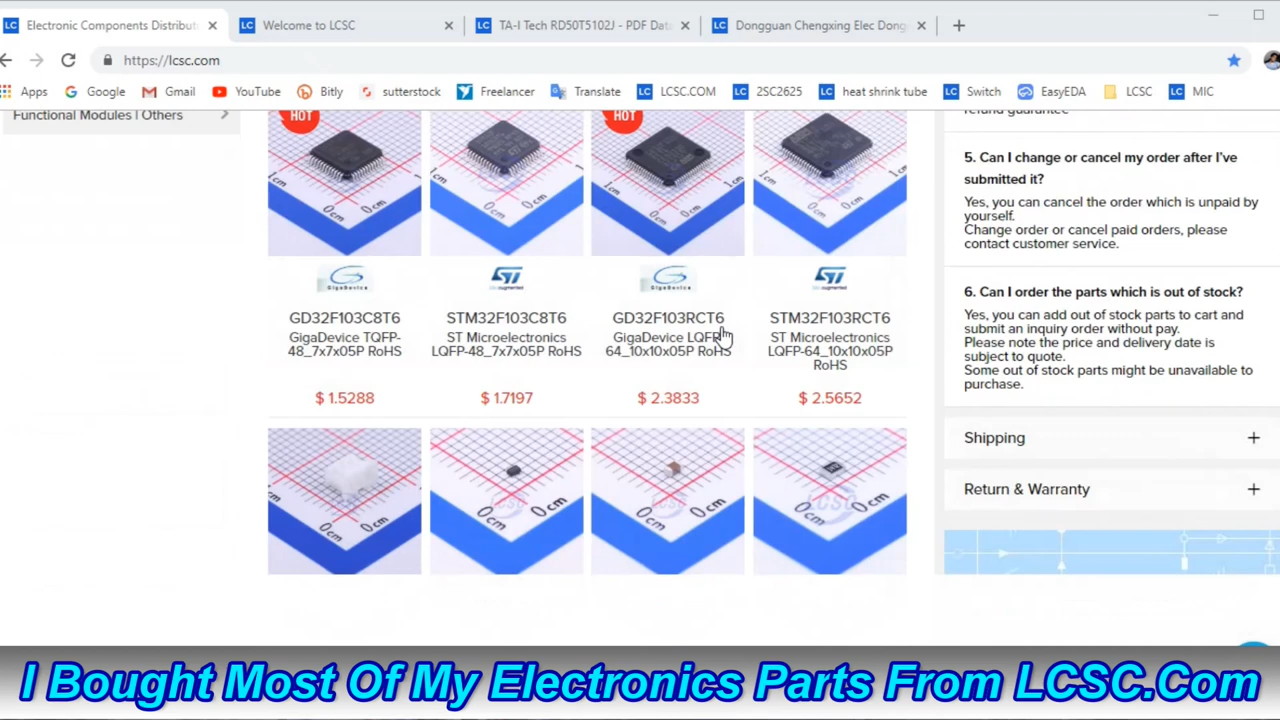 Electronic Components Distribut
Welcome to LCSC
TA-I Tech RD50T5102J - PDF Data
Dongguan Chengxing Elec Dong
https://lcsc.com
Apps
Google
Gmail
YouTube
Bitly
sutterstock
Freelancer
Translate
LCSC.COM
2SC2625
heat shrink tube
Switch
EasyEDA
LCSC
MIC
Functional Modules | Others
HOT
HOT
refund guarantee
5. Can I change or cancel my order after I've
submitted it?
Yes, you can cancel the order which is unpaid by
yourself.
Change order or cancel paid orders, please
contact customer service.
6. Can I order the parts which is out of stock?
Yes, you can add out of stock parts to cart and
submit an inquiry order without pay.
Please note the price and delivery date is
subject to quote.
Some out of stock parts might be unavailable to
purchase.
Shipping
Return & Warranty
GigaDevice
GD32F103C8T6
GigaDevice TQFP-
48_7x7x05P RoHS
$ 1.5288
ST
STM32F103C8T6
ST Microelectronics
LQFP-48_7x7x05P RoHS
$ 1.7197
GigaDevice
GD32F103RCT6
GigaDevice LQFP-
64_10x10x05P RoHS
$ 2.3833
ST
STM32F103RCT6
ST Microelectronics
LQFP-64_10x10x05P
RoHS
$ 2.5652
I Bought Most Of My Electronics Parts From LCSC.Com